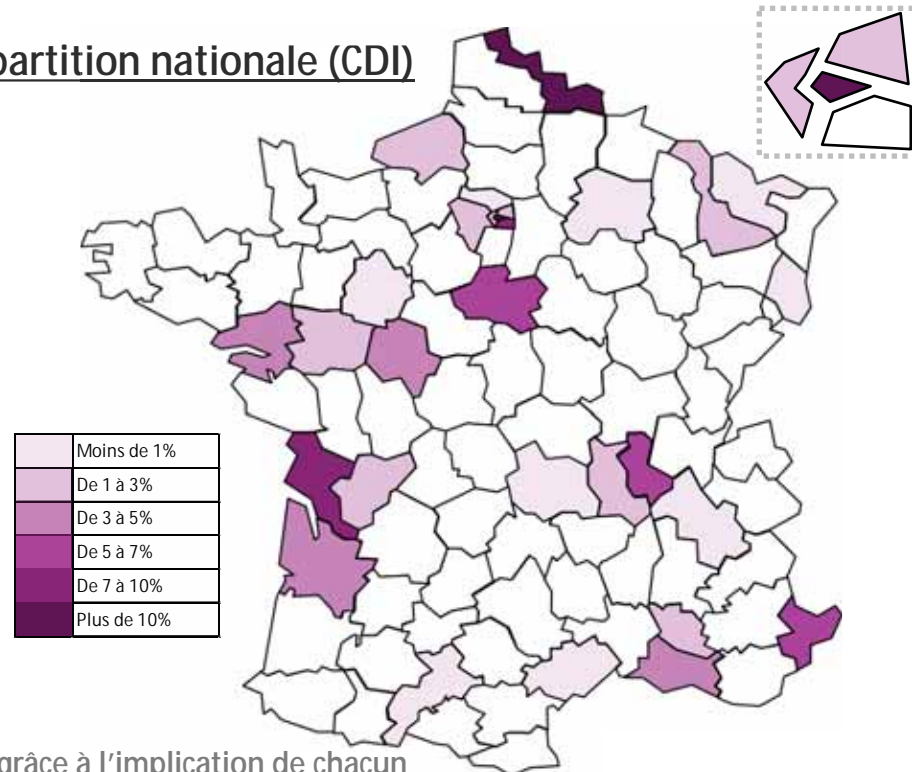 partition nationale (CDI)
Moins de 1%
De 1 à 3%
De 3 à 5%
De 5 à 7%
De 7 à 10%
Plus de 10%
grâce à l'implication de chacun